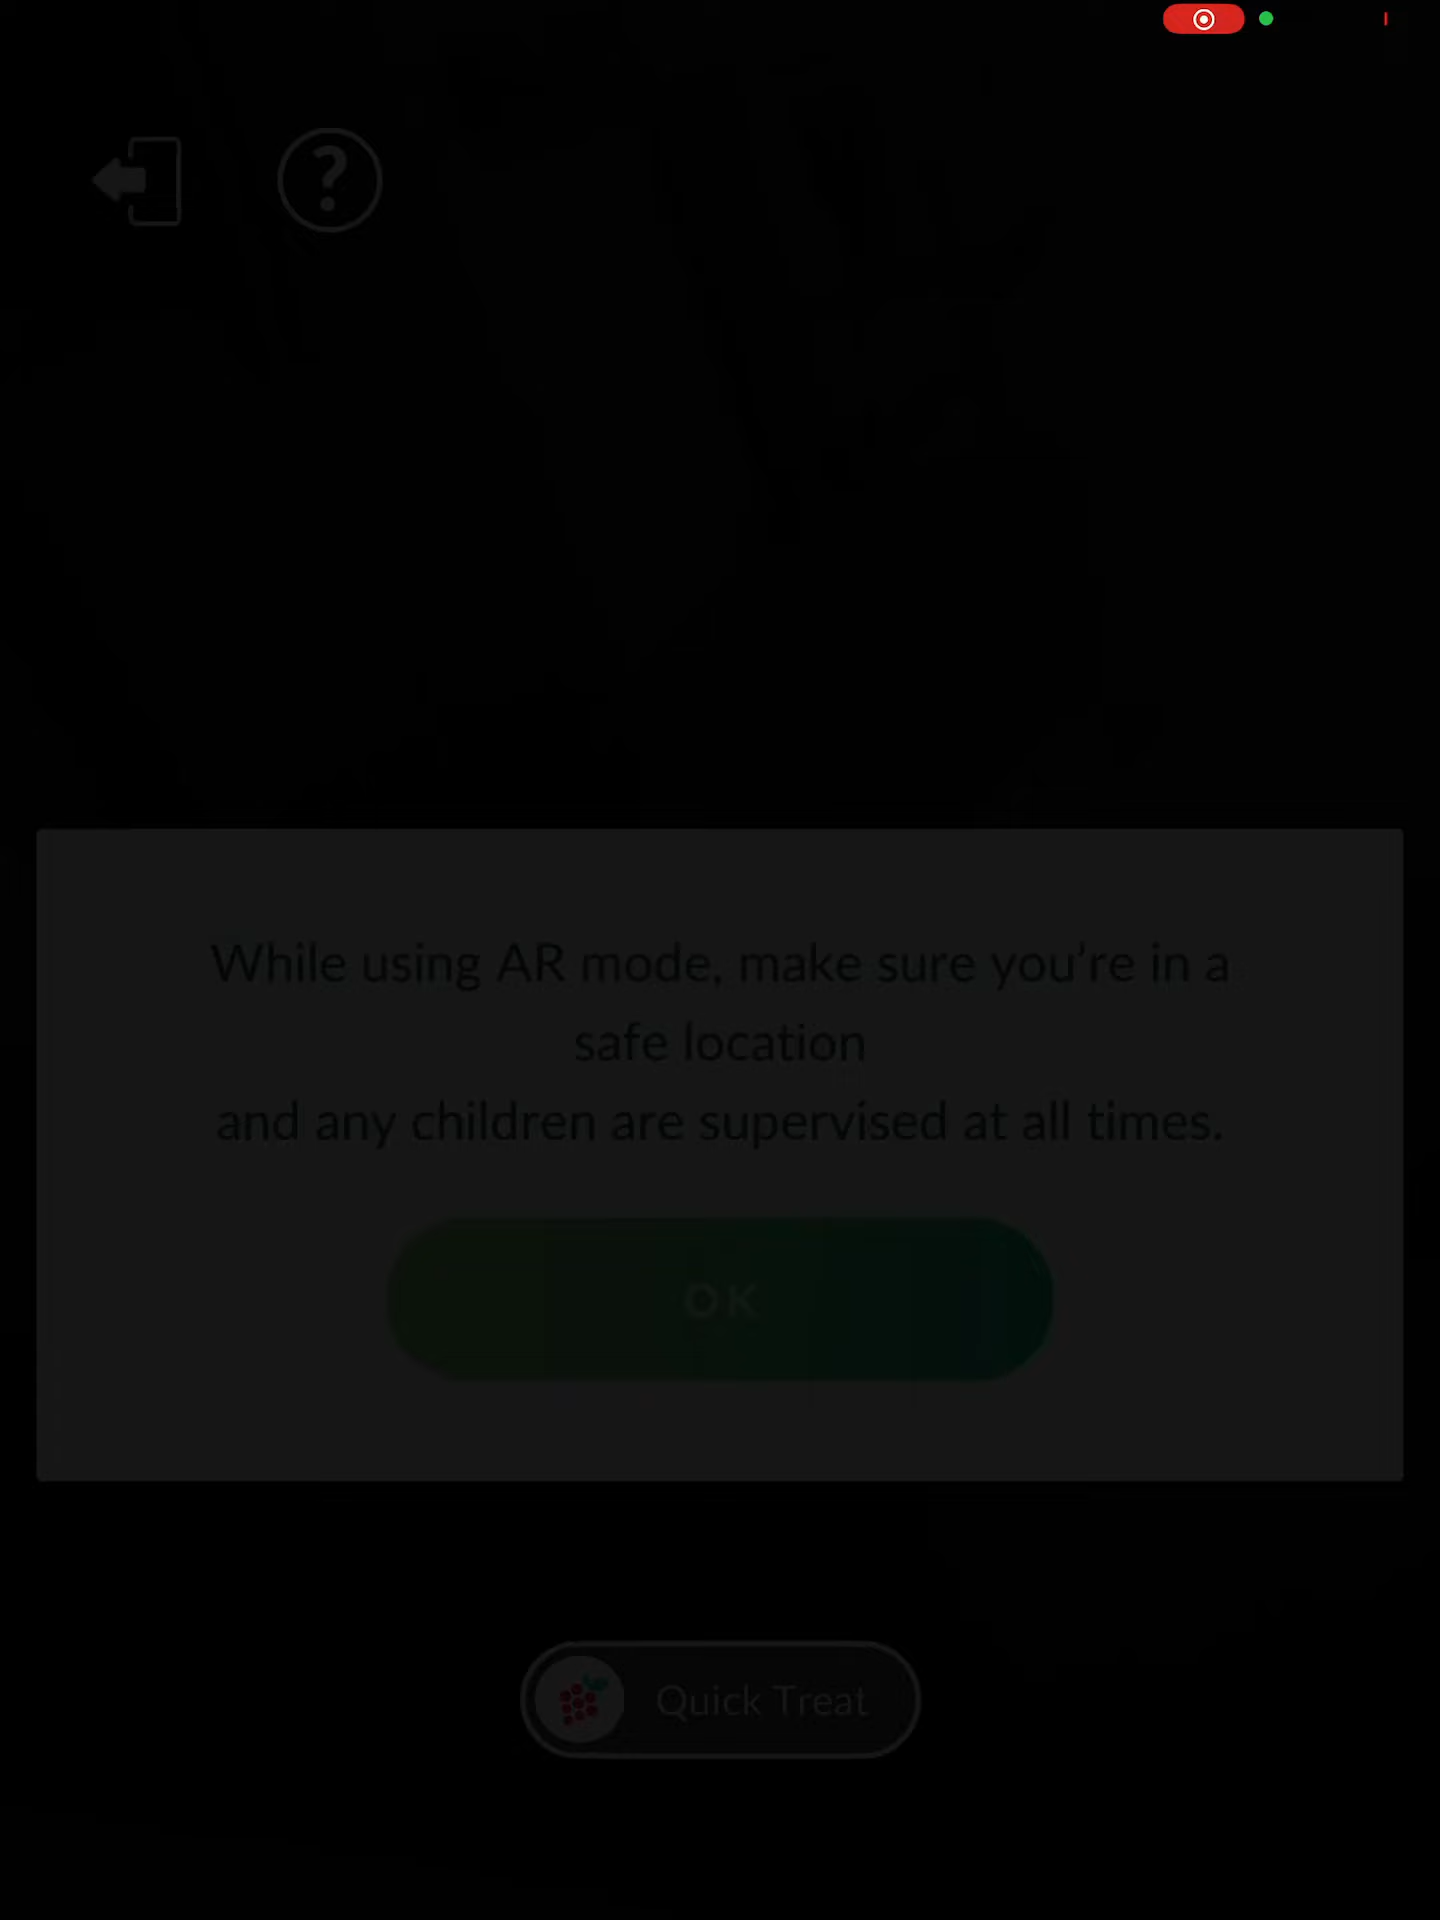 While using AR mode, make sure you're in a
safe location
and any children are supervised at all times.
OK
Quick Treat